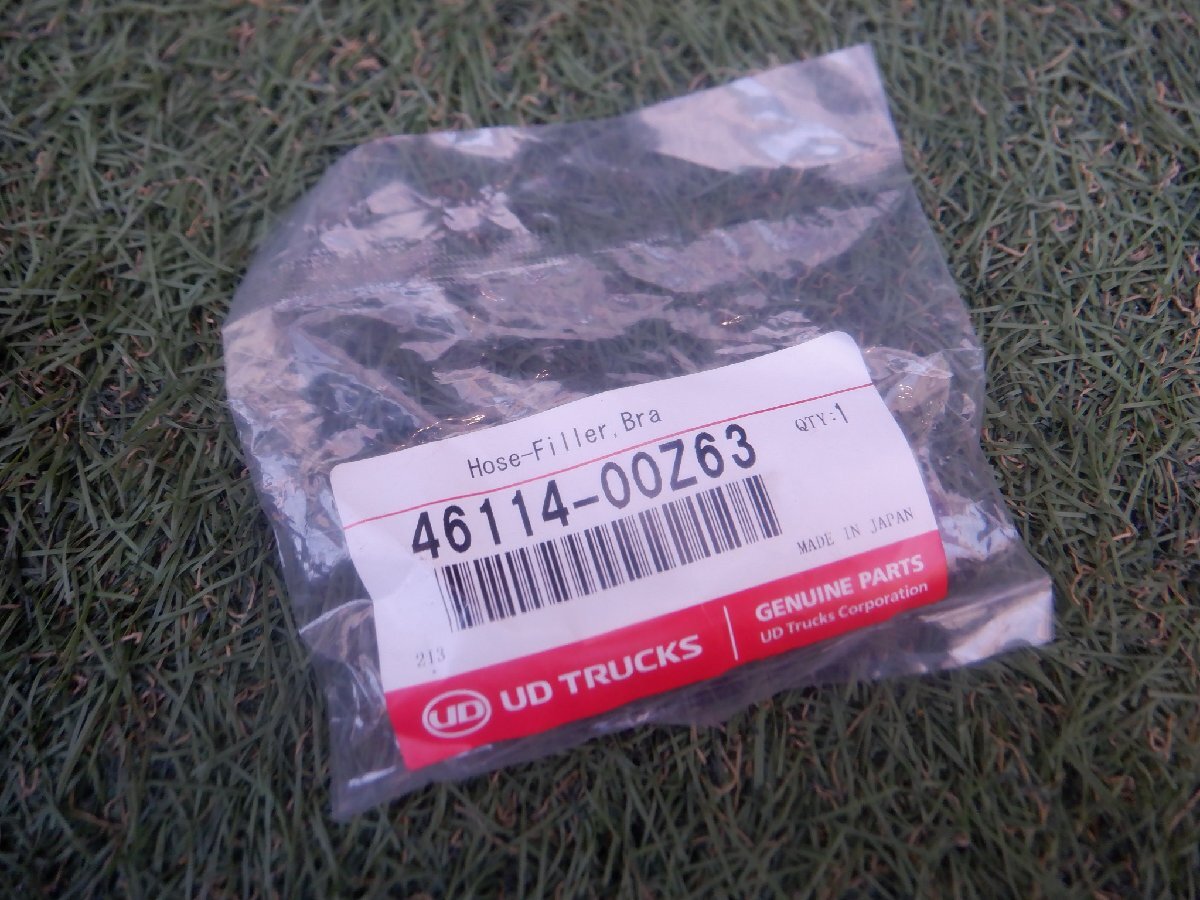 Hose-Filler,Bra
46114-00Z63 QTY:1
MADE IN JAPAN
213
UD UD TRUCKS
GENUINE PARTS
UD Trucks Corporation